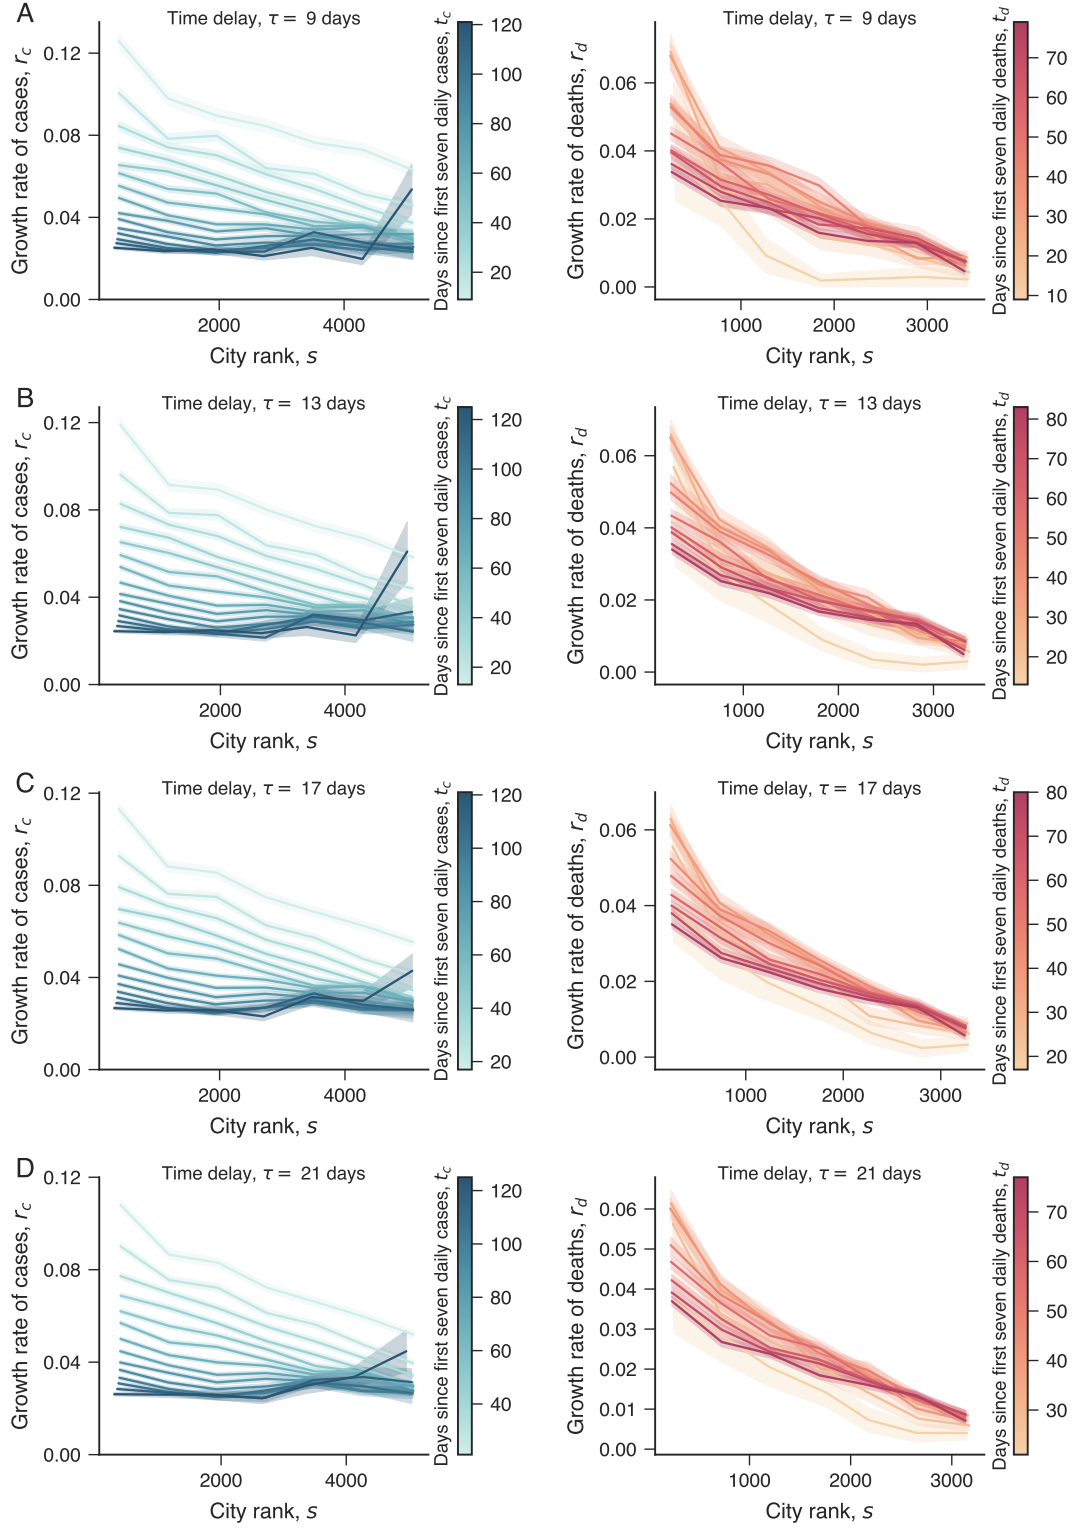 A
Time delay, τ = 9 days
Growth rate of cases, r_c
0.12
0.08
0.04
0.00
2000
4000
City rank, s
Days since first seven daily cases, t_c
120
100
80
60
40
20
Time delay, τ = 9 days
Growth rate of deaths, r_d
0.06
0.04
0.02
0.00
1000
2000
3000
City rank, s
Days since first seven daily deaths, t_d
70
60
50
40
30
20
10
B
Time delay, τ = 13 days
Growth rate of cases, r_c
0.12
0.08
0.04
0.00
2000
4000
City rank, s
Days since first seven daily cases, t_c
120
100
80
60
40
20
Time delay, τ = 13 days
Growth rate of deaths, r_d
0.06
0.04
0.02
0.00
1000
2000
3000
City rank, s
Days since first seven daily deaths, t_d
80
70
60
50
40
30
20
C
Time delay, τ = 17 days
Growth rate of cases, r_c
0.12
0.08
0.04
0.00
2000
4000
City rank, s
Days since first seven daily cases, t_c
120
100
80
60
40
20
Time delay, τ = 17 days
Growth rate of deaths, r_d
0.06
0.04
0.02
0.00
1000
2000
3000
City rank, s
Days since first seven daily deaths, t_d
80
70
60
50
40
30
20
D
Time delay, τ = 21 days
Growth rate of cases, r_c
0.12
0.08
0.04
0.00
2000
4000
City rank, s
Days since first seven daily cases, t_c
120
100
80
60
40
Time delay, τ = 21 days
Growth rate of deaths, r_d
0.06
0.05
0.04
0.03
0.02
0.01
0.00
1000
2000
3000
City rank, s
Days since first seven daily deaths, t_d
70
60
50
40
30